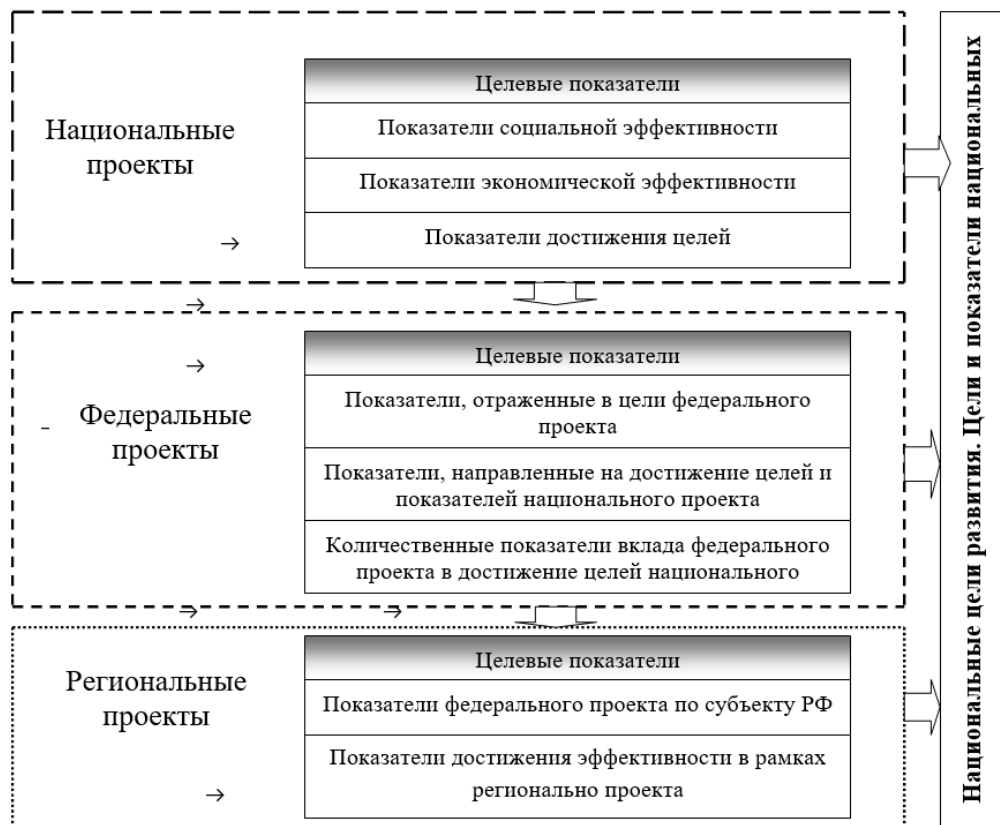 Целевые показатели
Национальные
проекты
Показатели социальной эффективности
Показатели экономической эффективности
Показатели достижения целей
Целевые показатели
Федеральные
проекты
Показатели, отраженные в цели федерального
проекта
Показатели, направленные на достижение целей и
показателей национального проекта
Количественные показатели вклада федерального
проекта в достижение целей национального
Целевые показатели
Региональные
проекты
Показатели федерального проекта по субъекту РФ
Показатели достижения эффективности в рамках
регионально проекта
Национальные цели развития. Цели и показатели национальных